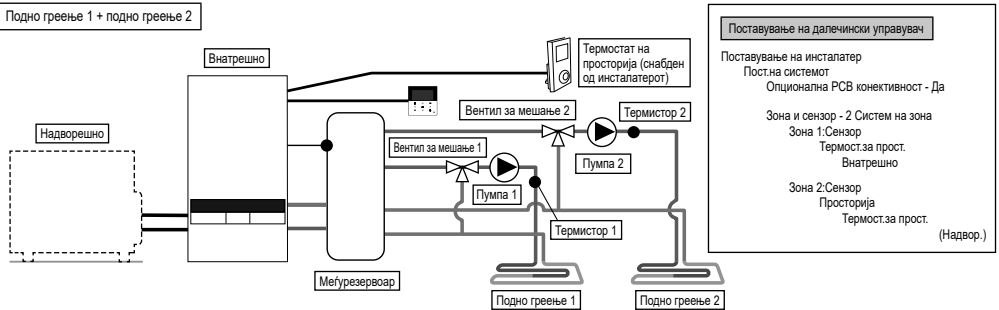 Подно греење 1 + подно греење 2
Внатрешно
Термостат на
просторија (снабден
од инсталатерот)
Надворешно
Вентил за мешање 2
Термистор 2
Вентил за мешање 1
Пумпа 2
Пумпа 1
Термистор 1
Меѓурезервоар
Подно греење 1
Подно греење 2
Поставување на далечински управувач
Поставување на инсталатер
Пост.на системот
Опционална PCB конективност - Да
Зона и сензор - 2 Систем на зона
Зона 1:Сензор
Термост.за прост.
Внатрешно
Зона 2:Сензор
Просторија
Термост.за прост.
(Надвор.)